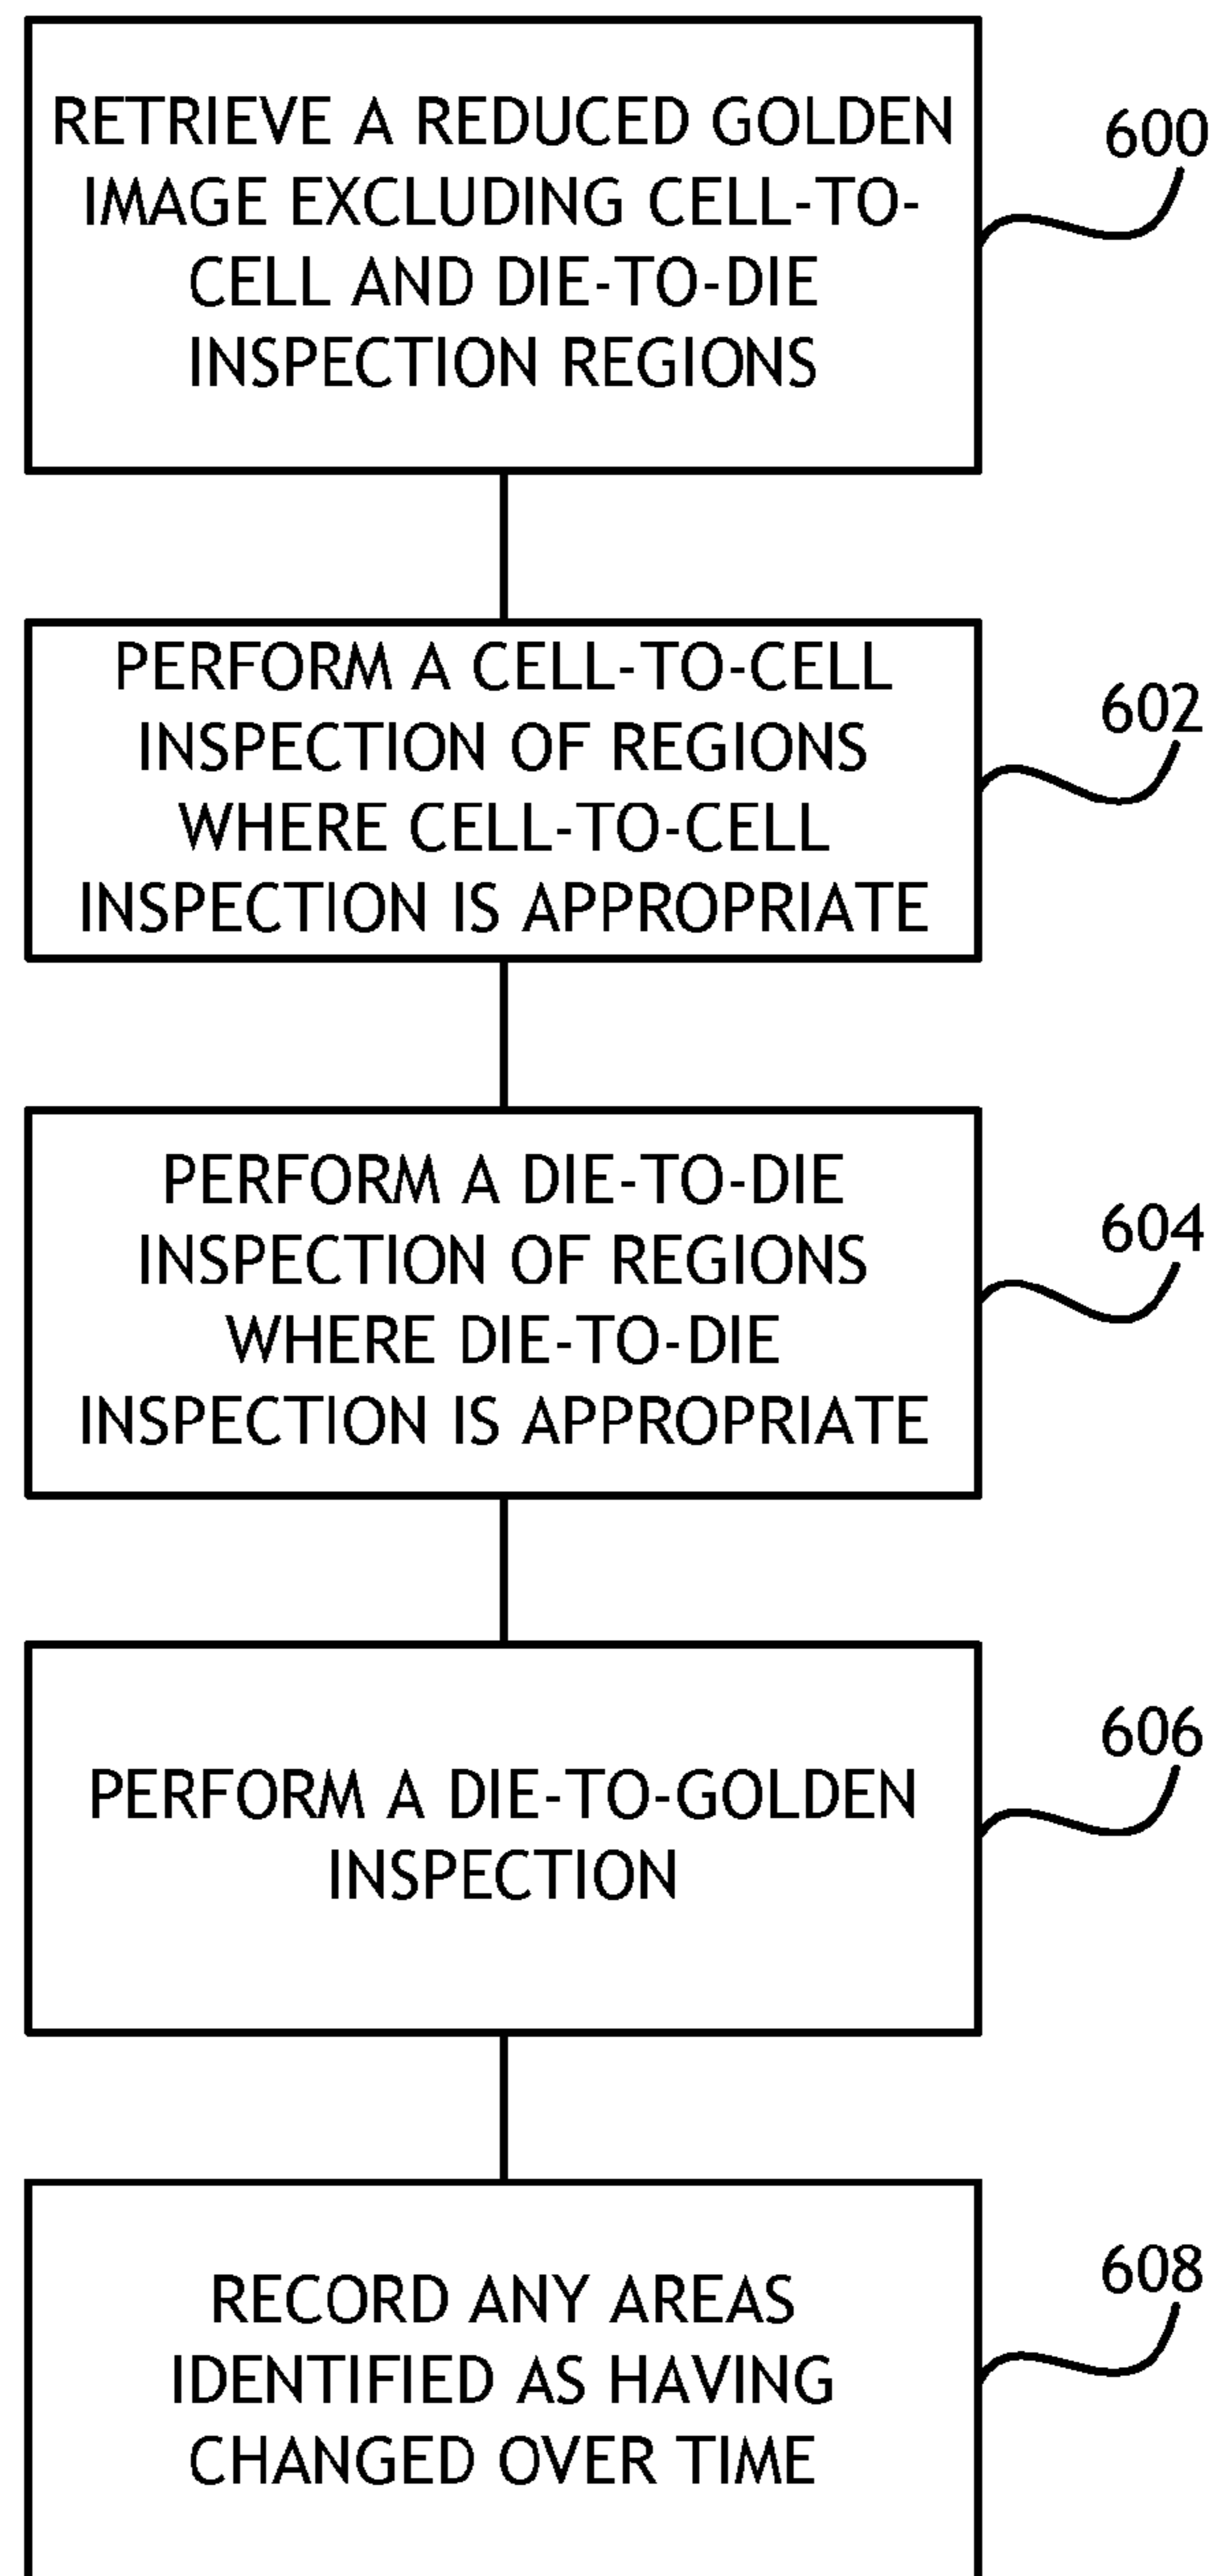 RETRIEVE A REDUCED GOLDEN
IMAGE EXCLUDING CELL-TO-
CELL AND DIE-TO-DIE
INSPECTION REGIONS
600
PERFORM A CELL-TO-CELL
INSPECTION OF REGIONS
WHERE CELL-TO-CELL
INSPECTION IS APPROPRIATE
602
PERFORM A DIE-TO-DIE
INSPECTION OF REGIONS
WHERE DIE-TO-DIE
INSPECTION IS APPROPRIATE
604
PERFORM A DIE-TO-GOLDEN
INSPECTION
606
RECORD ANY AREAS
IDENTIFIED AS HAVING
CHANGED OVER TIME
608